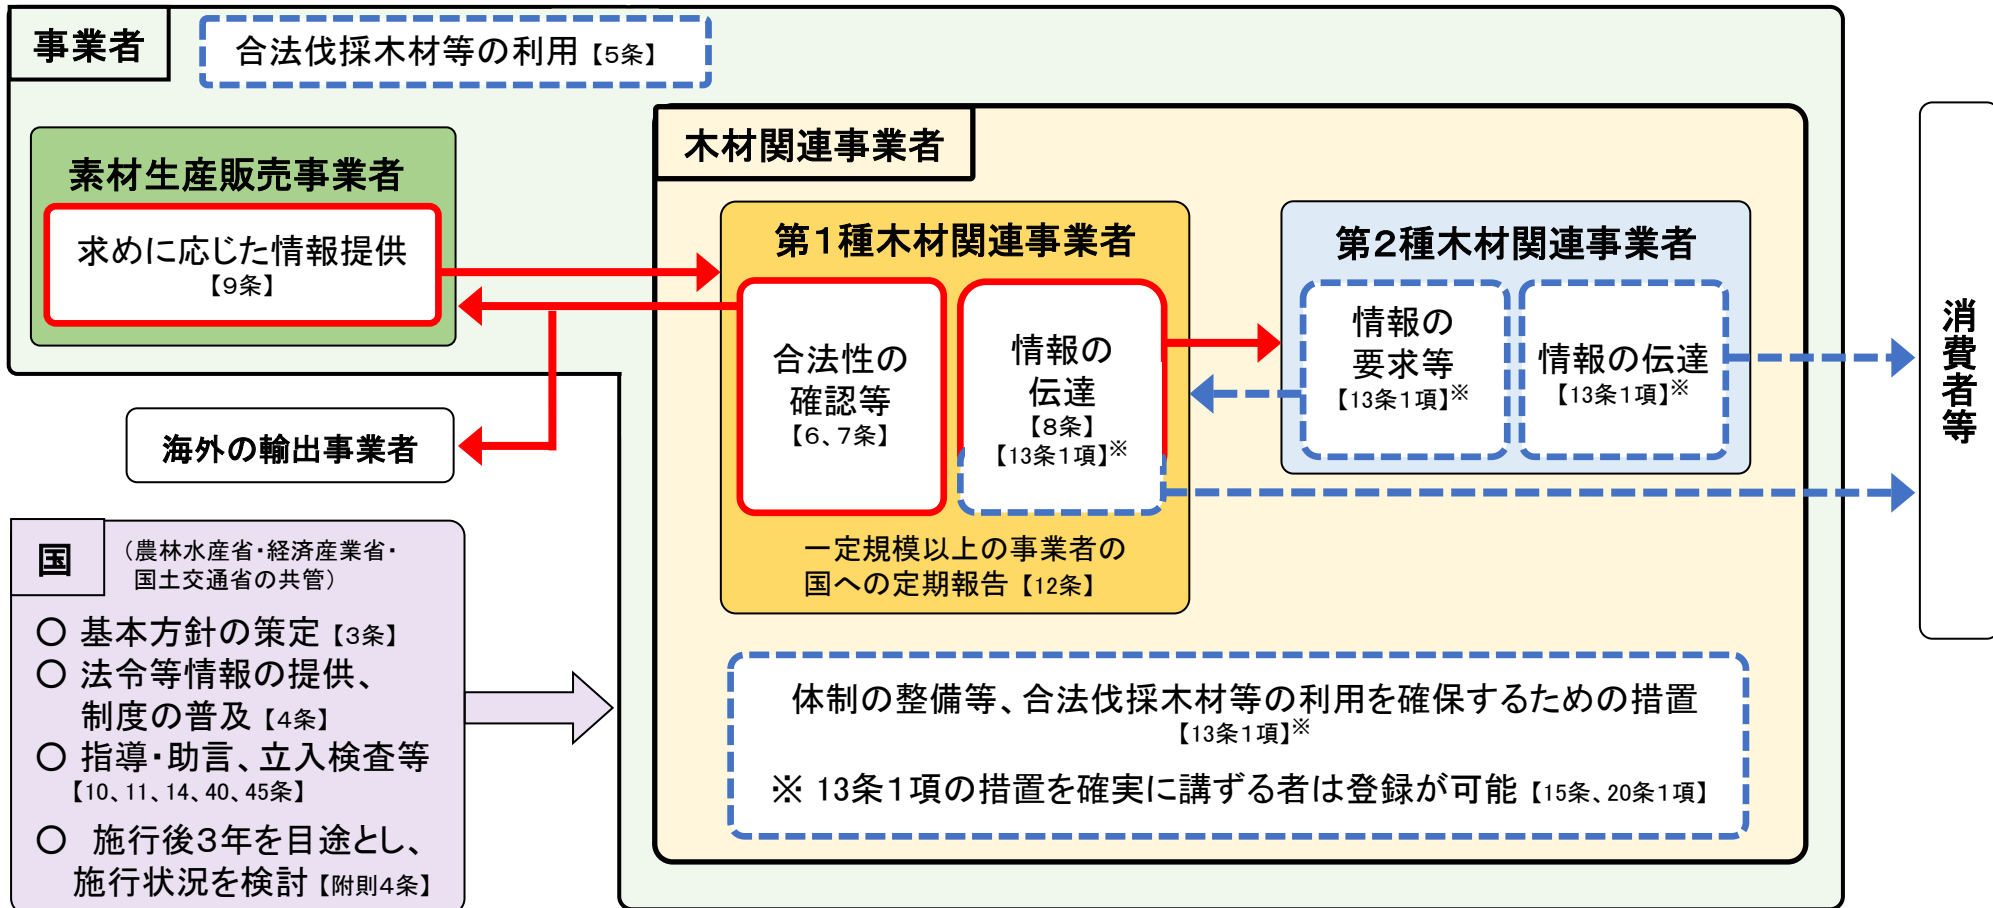 事業者
合法伐採木材等の利用【5条】
素材生産販売事業者
求めに応じた情報提供
【9条】
海外の輸出事業者
木材関連事業者
第1種木材関連事業者
合法性の
確認等
【6、7条】
情報の
伝達
【8条】
【13条1項】※
一定規模以上の事業者の
国への定期報告【12条】
第2種木材関連事業者
情報の
要求等
【13条1項】※
情報の伝達
【13条1項】※
体制の整備等、合法伐採木材等の利用を確保するための措置
【13条1項】※
※ 13条1項の措置を確実に講ずる者は登録が可能【15条、20条1項】
消費者等
国
（農林水産省・経済産業省・
国土交通省の共管）
○ 基本方針の策定【3条】
○ 法令等情報の提供、
制度の普及【4条】
○ 指導・助言、立入検査等
【10、11、14、40、45条】
○ 施行後3年を目途とし、
施行状況を検討【附則4条】